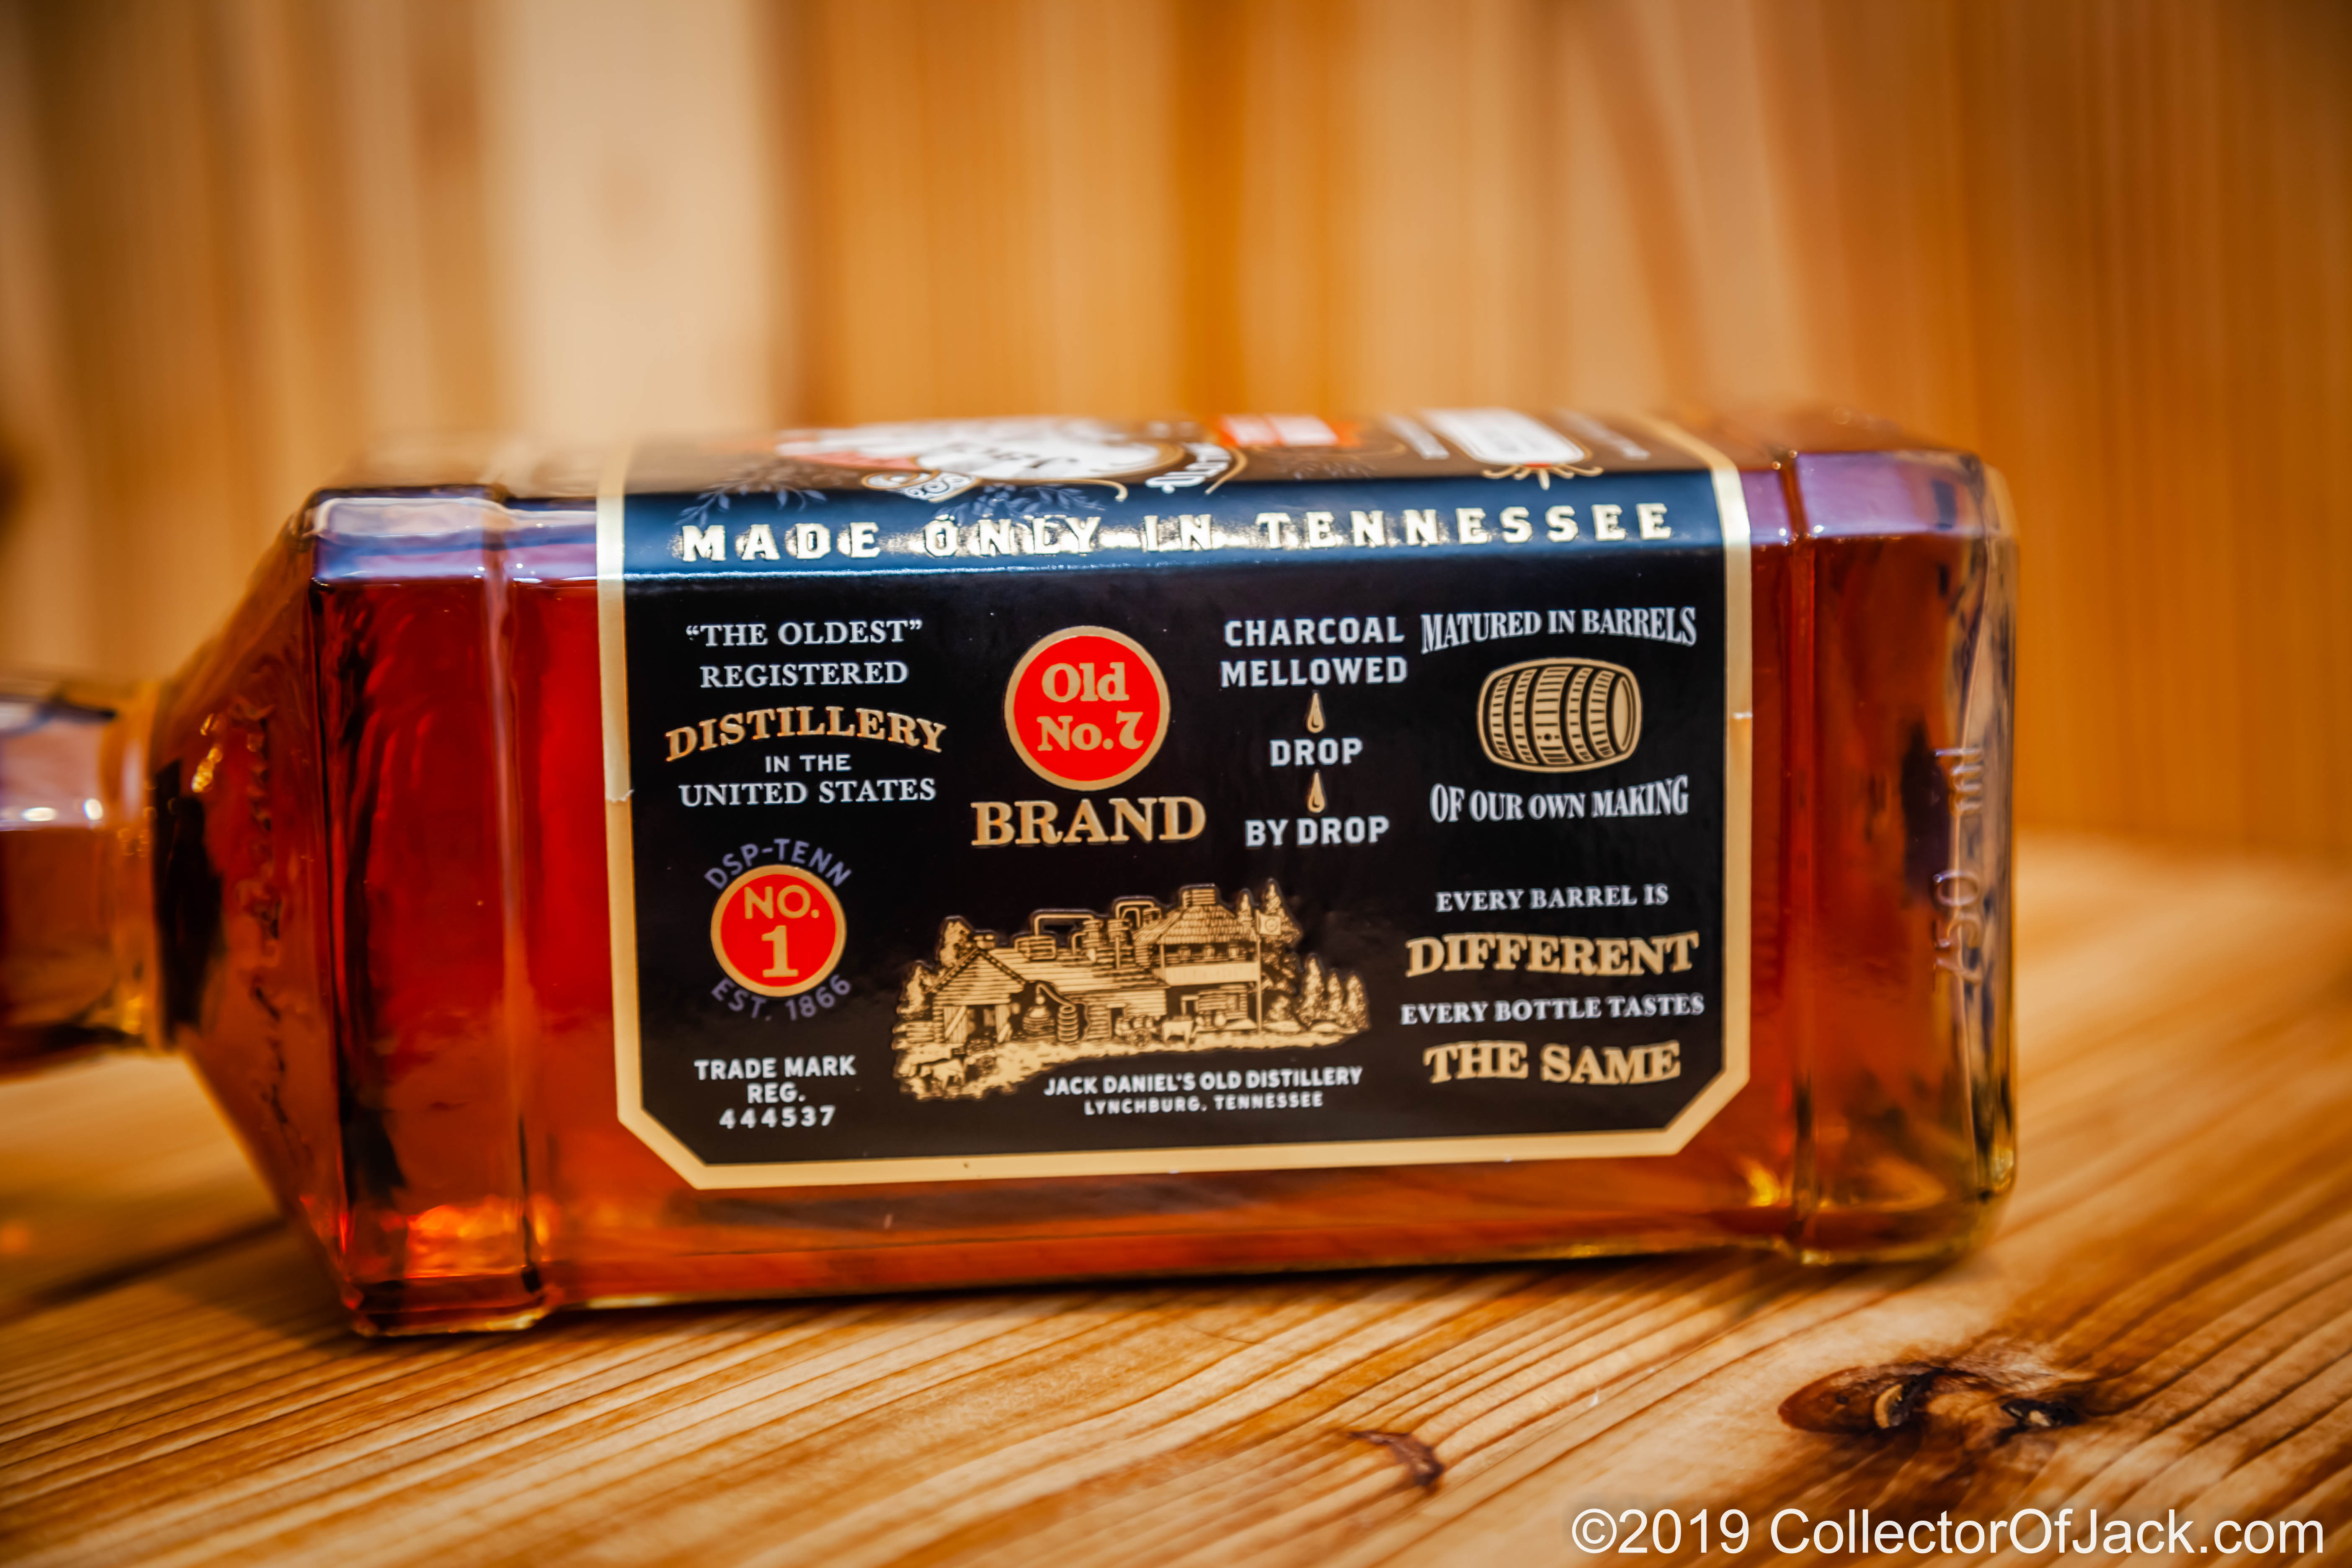 MADE ONLY IN TENNESSEE
“THE OLDEST”
REGISTERED
DISTILLERY
IN THE
UNITED STATES
DSP-TENN
NO.
1
EST. 1866
TRADE MARK
REG.
444537
Old
No.7
BRAND
CHARCOAL
MELLOWED
DROP
BY DROP
JACK DANIEL'S OLD DISTILLERY
LYNCHBURG, TENNESSEE
MATURED IN BARRELS
OF OUR OWN MAKING
EVERY BARREL IS
DIFFERENT
EVERY BOTTLE TASTES
THE SAME
750 ml
©2019 CollectorOfJack.com